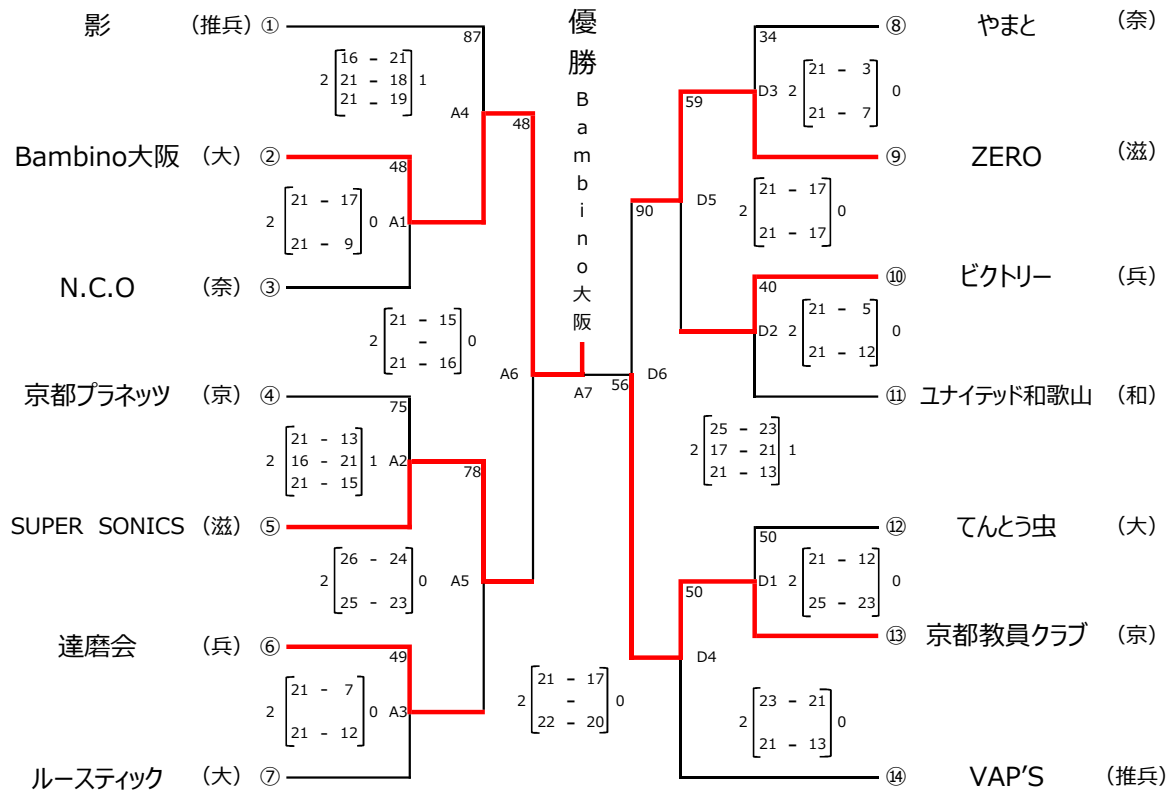 影 （推兵） ①
87
2 16 － 21
21 － 18
21 － 19 1
A4
48
Bambino大阪 （大） ②
48
2 21 － 17
21 － 9 0
A1
N.C.O （奈） ③
2 21 － 15
－
21 － 16 0
A6
京都プラネッツ （京） ④
75
2 21 － 13
16 － 21
21 － 15 1
A2
78
SUPER SONICS （滋） ⑤
2 26 － 24
25 － 23 0
A5
達磨会 （兵） ⑥
49
2 21 － 7
21 － 12 0
A3
ルースティック （大） ⑦
優勝
Bambino大阪
A7
56
2 21 － 17
－
22 － 20 0
⑧ やまと （奈）
34
D3
2 21 － 3
21 － 7 0
59
⑨ ZERO （滋）
90
D5
2 21 － 17
21 － 17 0
⑩ ビクトリー （兵）
40
D2
2 21 － 5
21 － 12 0
⑪ ユナイテッド和歌山 （和）
D6
2 25 － 23
17 － 21
21 － 13 1
⑫ てんとう虫 （大）
50
D1
2 21 － 12
25 － 23 0
50
⑬ 京都教員クラブ （京）
D4
2 23 － 21
21 － 13 0
⑭ VAP'S （推兵）